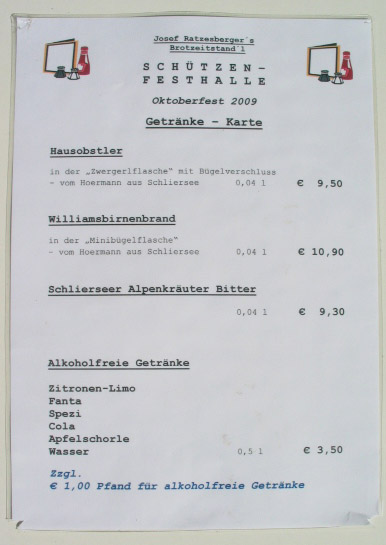 Josef Ratzesberger´s
Brotzeitstand´l
SCHÜTZEN-
FESTHALLE
Oktoberfest 2009
Getränke - Karte
Hausobstler
in der „Zwergerlflasche“ mit Bügelverschluss
- vom Hoermann aus Schliersee 0,04 l € 9,50
Williamsbirnenbrand
in der „Minibügelflasche“
- vom Hoermann aus Schliersee 0,04 l € 10,90
Schlierseer Alpenkräuter Bitter
0,04 l € 9,30
Alkoholfreie Getränke
Zitronen-Limo
Fanta
Spezi
Cola
Apfelschorle
Wasser 0,5 l € 3,50
Zzgl.
€ 1,00 Pfand für alkoholfreie Getränke